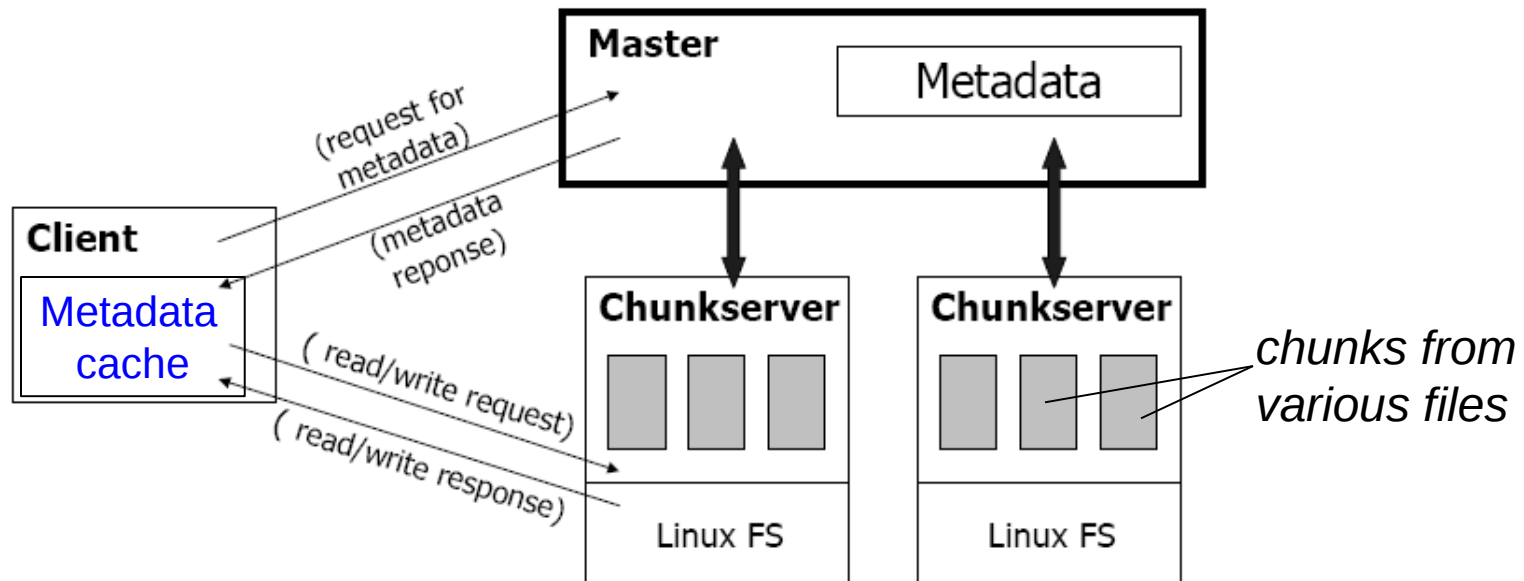 Master
Metadata
(request for
metadata)
(metadata
reponse)
Client
Metadata
cache
( read/write request)
( read/write response)
Chunkserver
Linux FS
Chunkserver
Linux FS
chunks from
various files